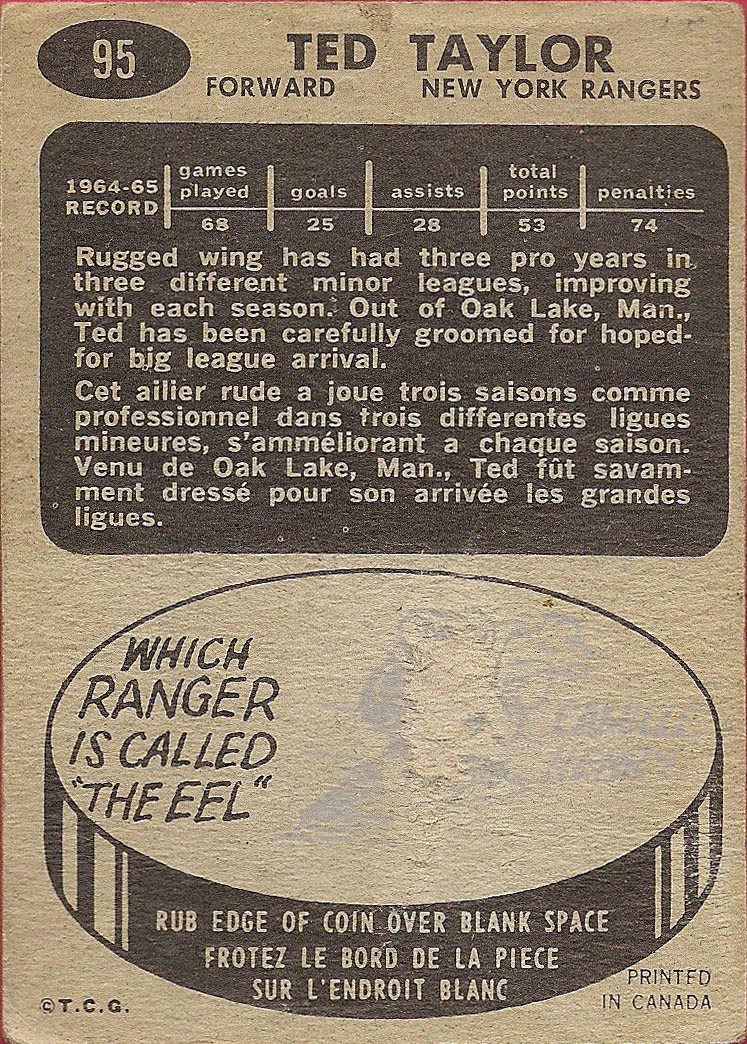 95
TED TAYLOR
FORWARD NEW YORK RANGERS
1964-65 RECORD
games played goals assists total points penalties
68 25 28 53 74
Rugged wing has had three pro years in
three different minor leagues, improving
with each season. Out of Oak Lake, Man.,
Ted has been carefully groomed for hoped-
for big league arrival.
Cet ailier rude a joue trois saisons comme
professionnel dans trois differentes ligues
mineures, s'amméliorant a chaque saison.
Venu de Oak Lake, Man., Ted fût savam-
ment dressé pour son arrivée les grandes
ligues.
WHICH
RANGER
IS CALLED
"THE EEL"
RUB EDGE OF COIN OVER BLANK SPACE
FROTEZ LE BORD DE LA PIECE
SUR L'ENDROIT BLANC
©T.C.G.
PRINTED
IN CANADA